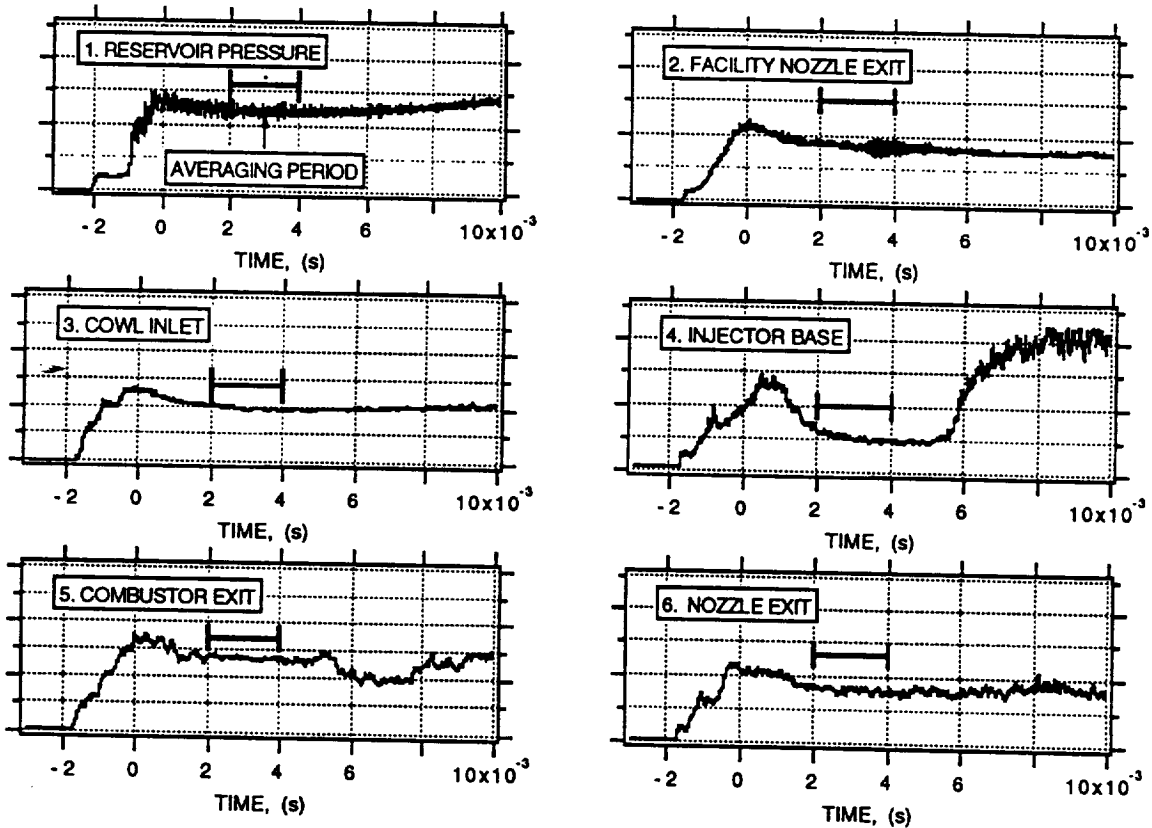 1. RESERVOIR PRESSURE
AVERAGING PERIOD
-2 0 2 4 6 10x10-3
TIME, (s)
2. FACILITY NOZZLE EXIT
-2 0 2 4 6 10x10-3
TIME, (s)
3. COWL INLET
-2 0 2 4 6 10x10-3
TIME, (s)
4. INJECTOR BASE
-2 0 2 4 6 10x10-3
TIME, (s)
5. COMBUSTOR EXIT
-2 0 2 4 6 10x10-3
TIME, (s)
6. NOZZLE EXIT
-2 0 2 4 6 10x10-3
TIME, (s)